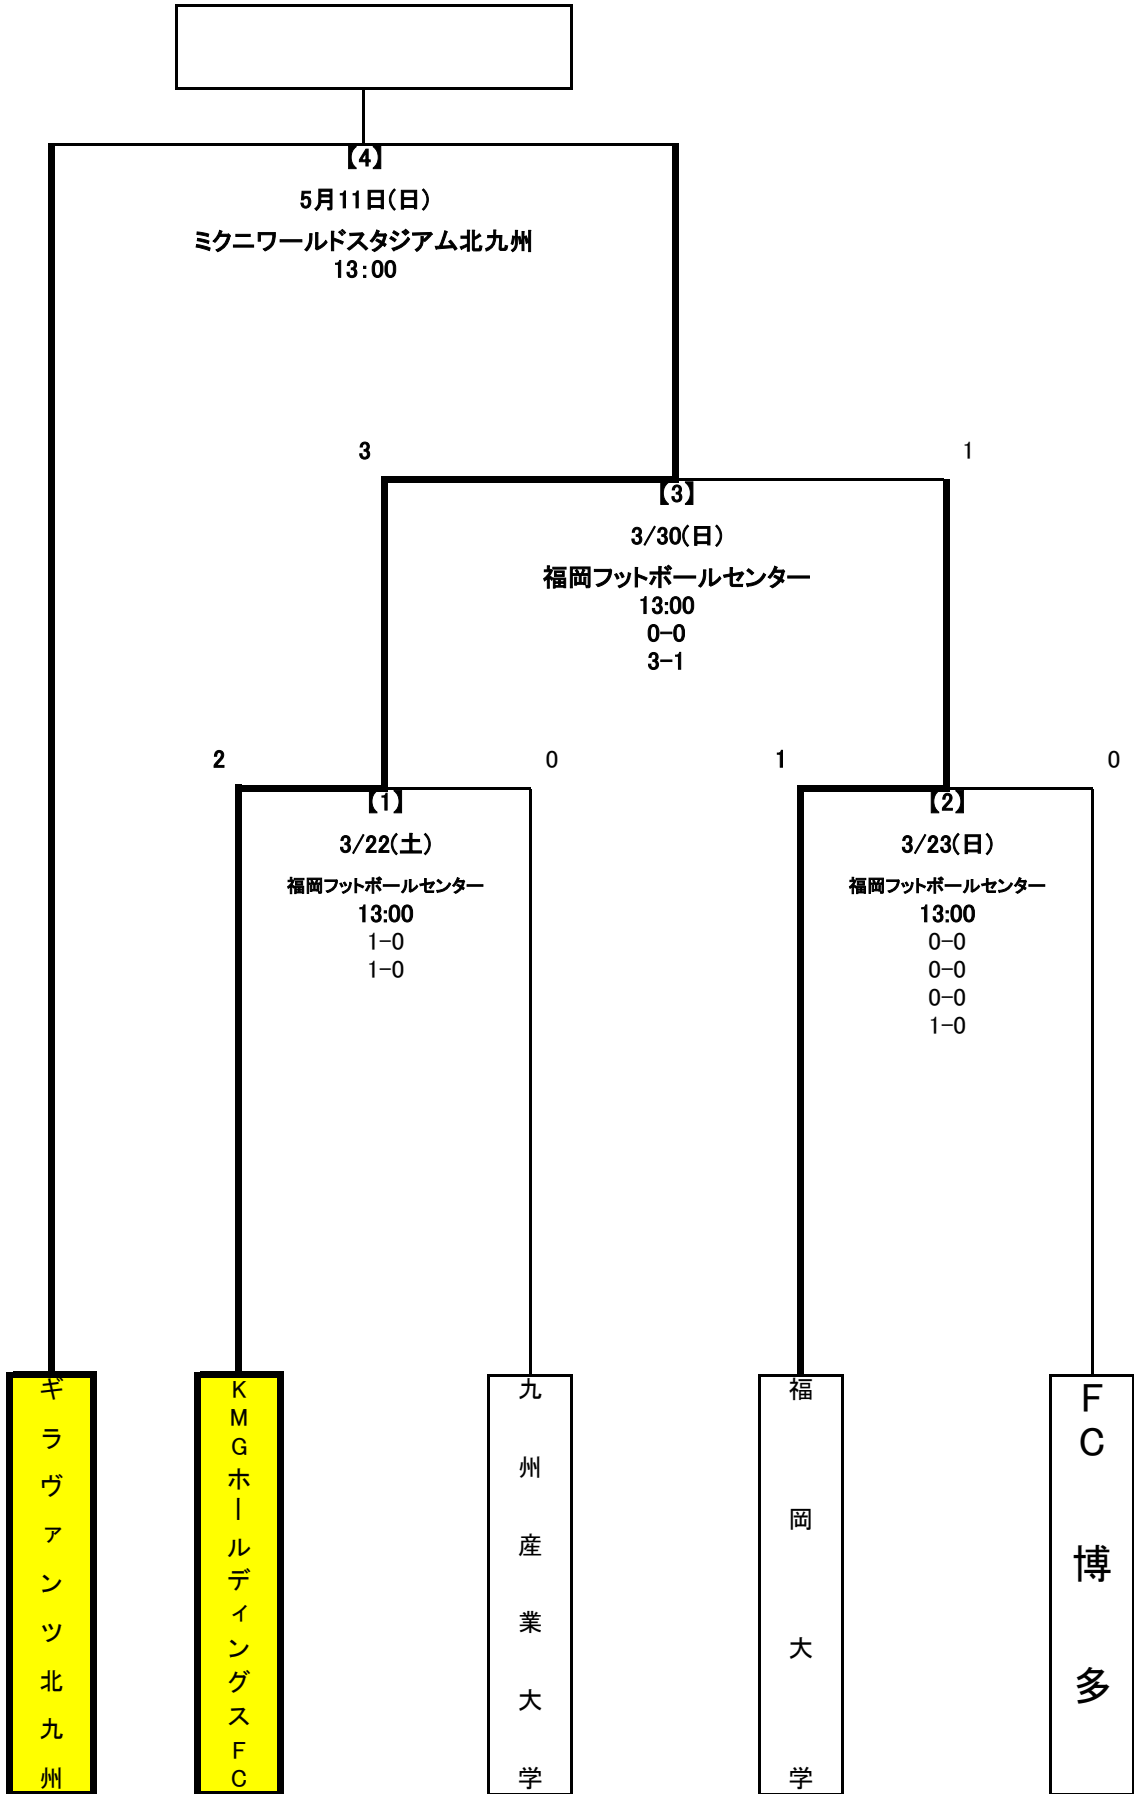 【4】
5月11日(日)
ミクニワールドスタジアム北九州
13：00
3
1
【3】
3/30(日)
福岡フットボールセンター
13:00
0-0
3-1
2
0
1
0
【1】
3/22(土)
福岡フットボールセンター
13:00
1-0
1-0
【2】
3/23(日)
福岡フットボールセンター
13:00
0-0
0-0
0-0
1-0
ギラヴァンツ北九州
KMGホールディングスFC
九州産業大学
福岡大学
FC博多